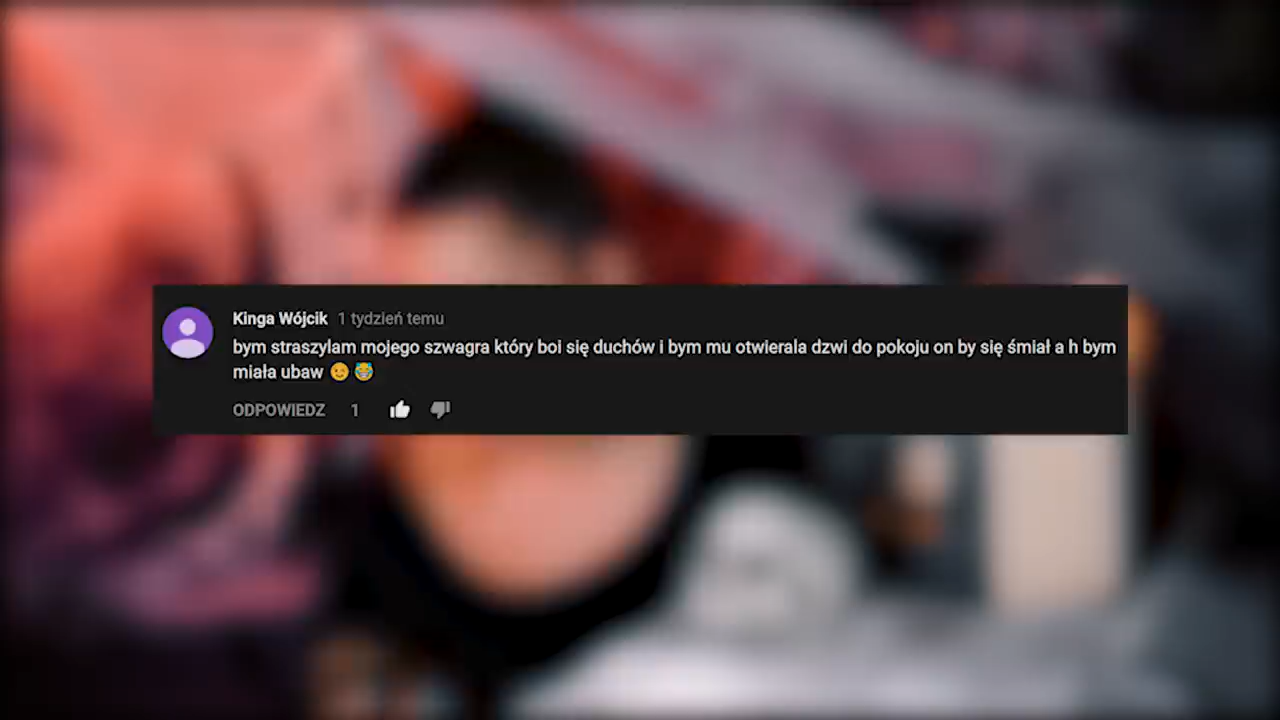 Kinga Wójcik 1 tydzień temu
bym straszylam mojego szwagra który boi się duchów i bym mu otwierala dzwi do pokoju on by się śmiał a h bym
miała ubaw 😉 😅
ODPOWIEDZ 1